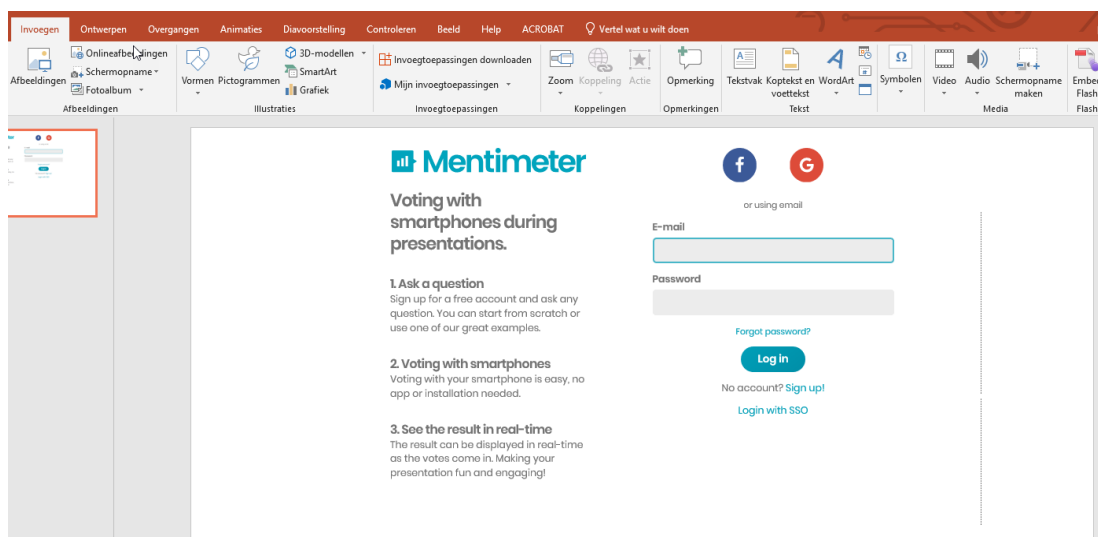 Invoegen Ontwerpen Overgangen Animaties Diavoorstelling Controleren Beeld Help ACROBAT Vertel wat u wilt doen
Afbeeldingen
Onlineafbeeldingen
Schermopname
Fotoalbum
Afbeeldingen
Vormen Pictogrammen
3D-modellen
SmartArt
Grafiek
Illustraties
Invoegtoepassingen downloaden
Mijn invoegtoepassingen
Invoegtoepassingen
Zoom Koppeling Actie
Koppelingen
Opmerking
Opmerkingen
Tekstvak Koptekst en voettekst WordArt
Tekst
Ω
Symbolen
Video Audio Schermopname maken
Media
Flash
Flash
Mentimeter
Voting with
smartphones during
presentations.
1. Ask a question
Sign up for a free account and ask any
question. You can start from scratch or
use one of our great examples.
2. Voting with smartphones
Voting with your smartphone is easy, no
app or installation needed.
3. See the result in real-time
The result can be displayed in real-time
as the votes come in. Making your
presentation fun and engaging!
f G
or using email
E-mail
Password
Forgot password?
Log in
No account? Sign up!
Login with SSO